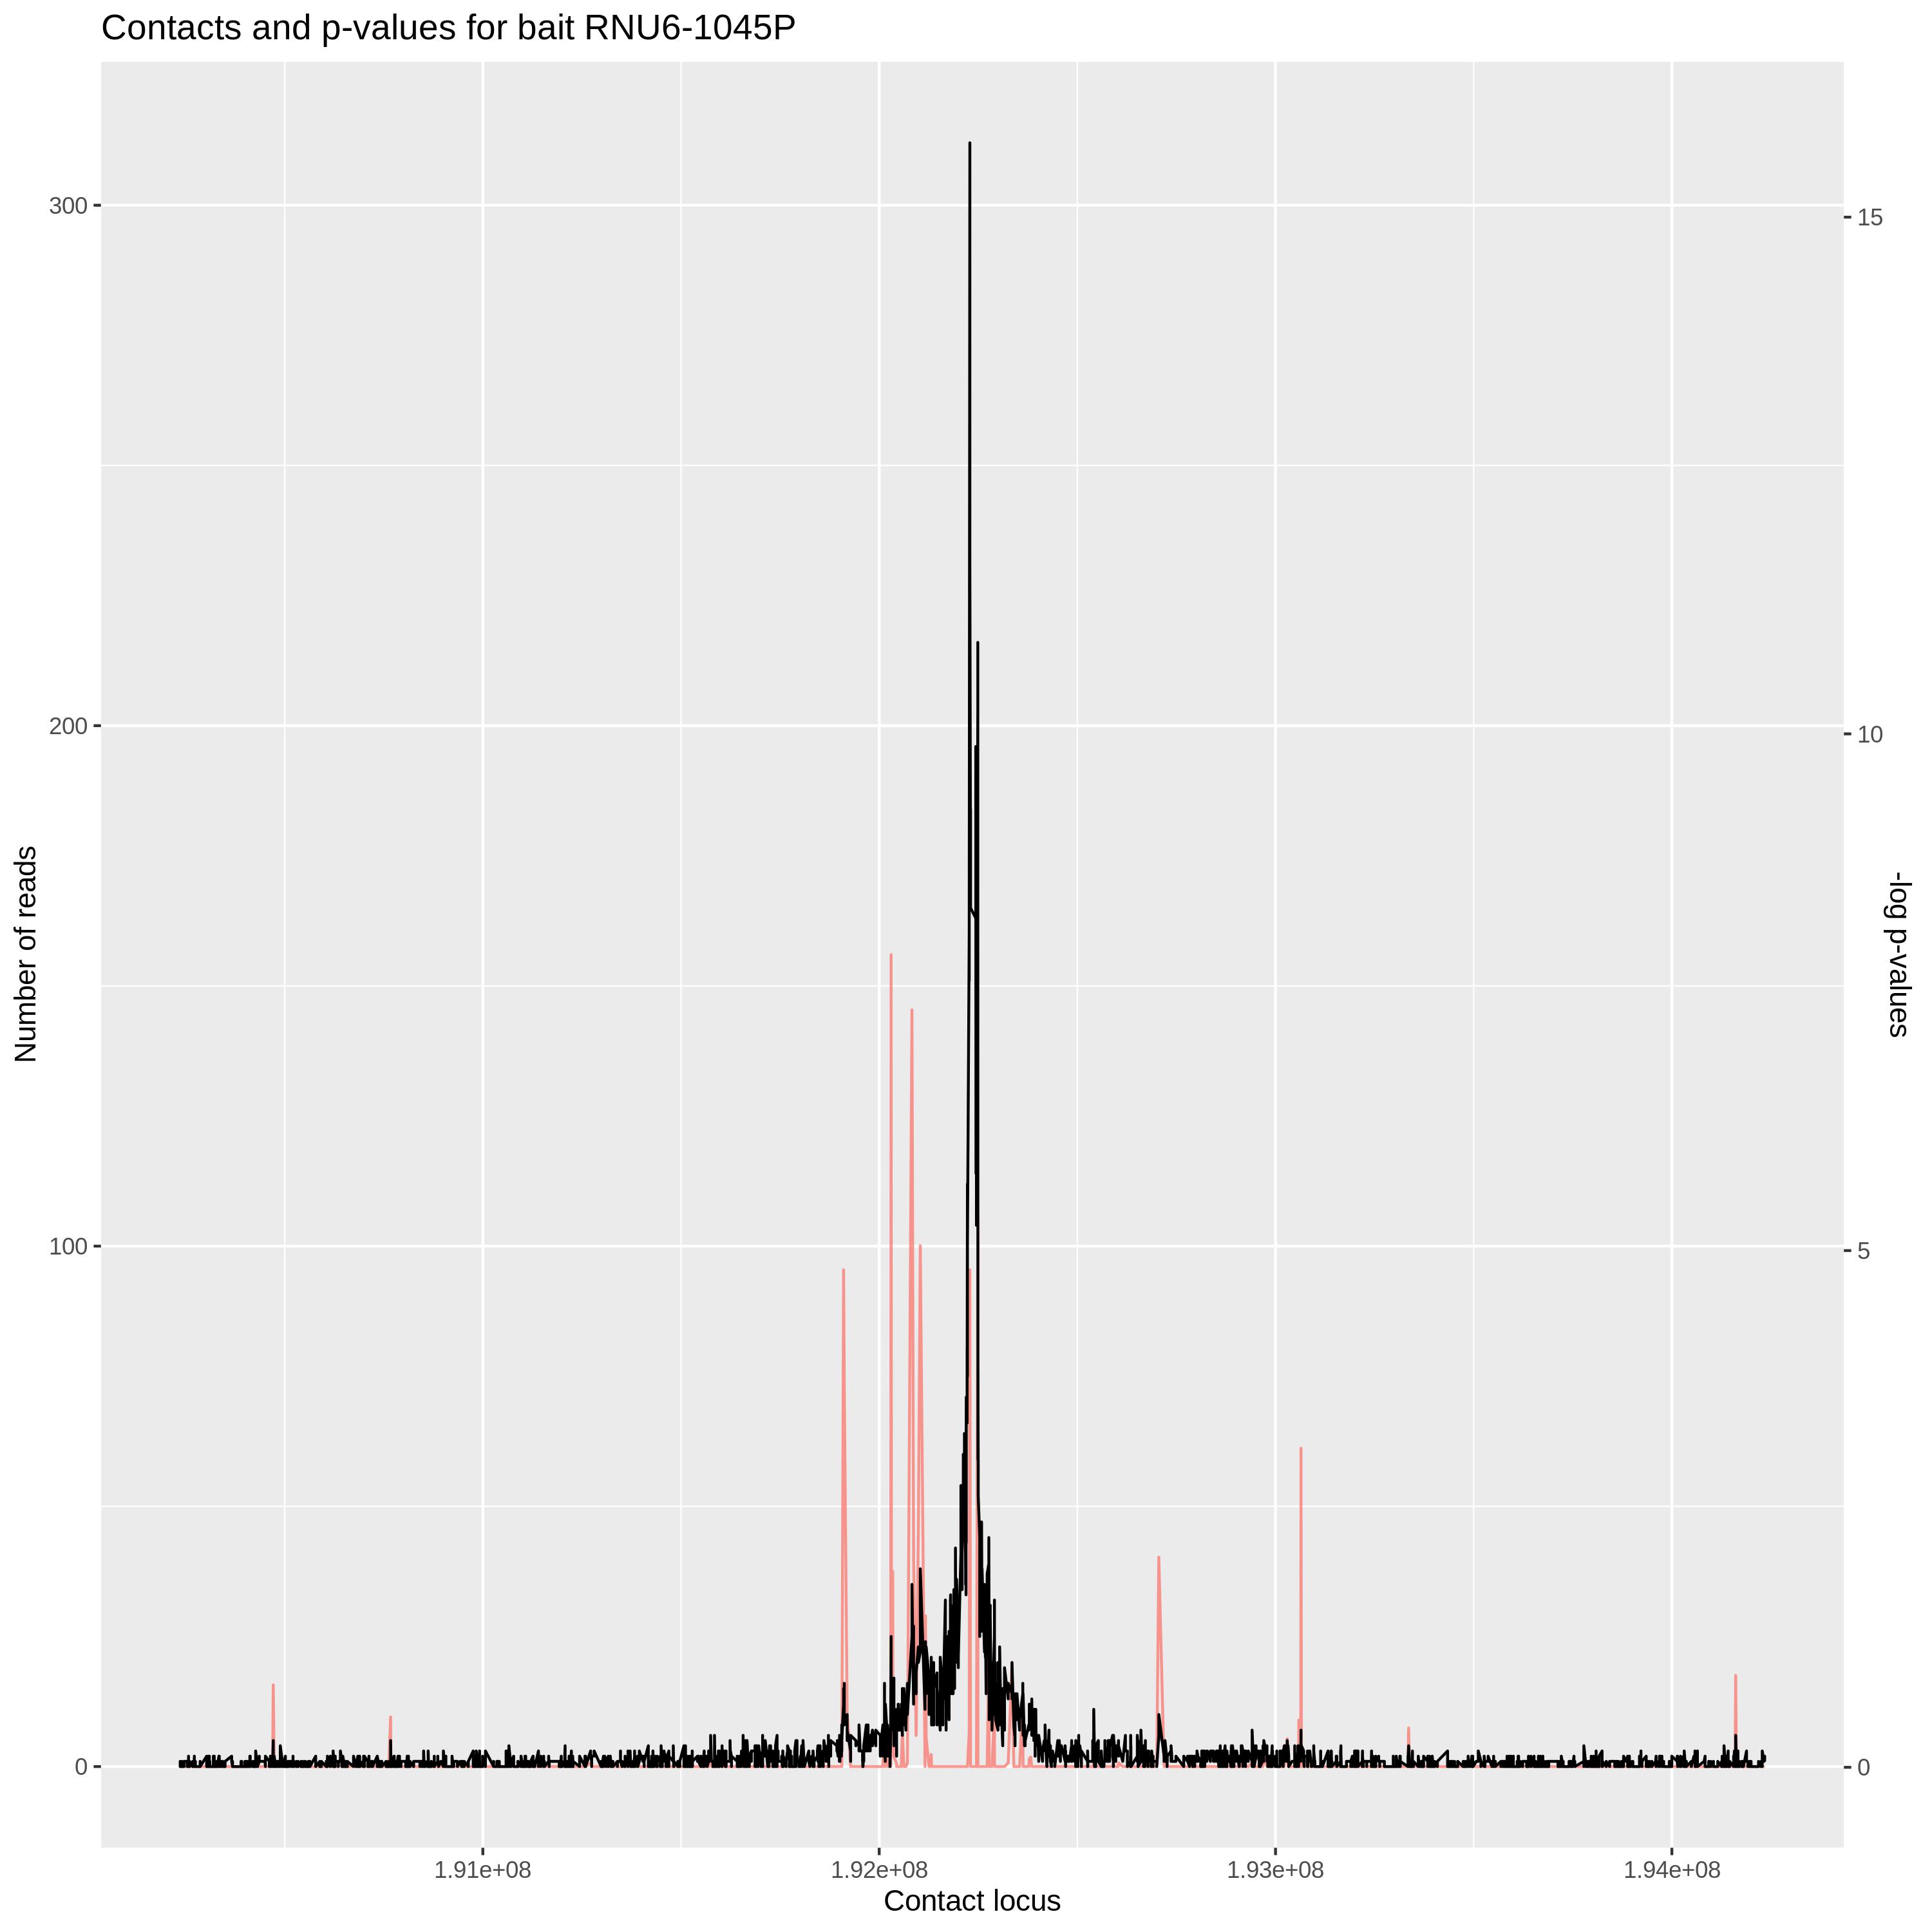 Contacts and p-values for bait RNU6-1045P
300
200
100
0
15
10
5
0
Number of reads
-log p-values
1.91e+08 1.92e+08 1.93e+08 1.94e+08
Contact locus